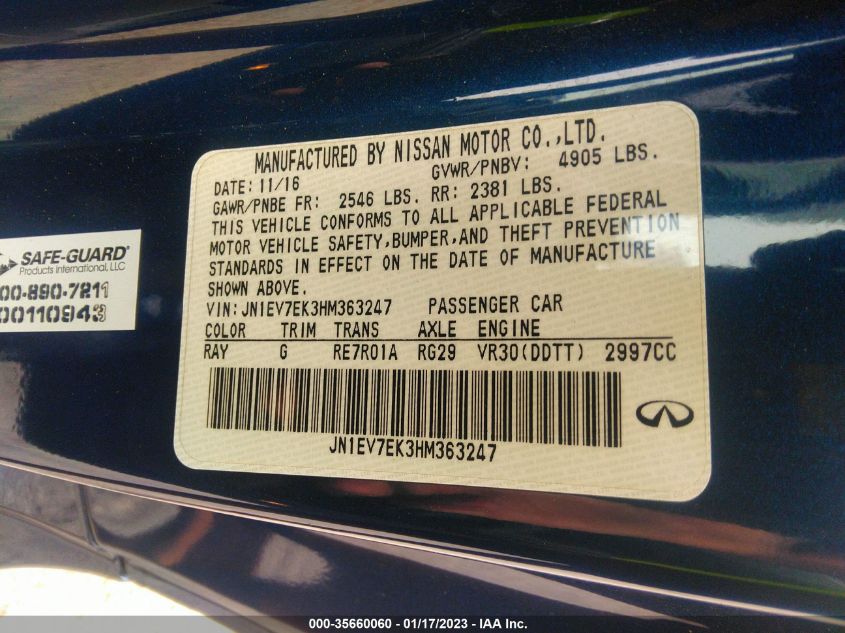 MANUFACTURED BY NISSAN MOTOR CO.,LTD.
DATE: 11/16 GVWR/PNBV: 4905 LBS.
GAWR/PNBE FR: 2546 LBS. RR: 2381 LBS.
THIS VEHICLE CONFORMS TO ALL APPLICABLE FEDERAL
MOTOR VEHICLE SAFETY,BUMPER,AND THEFT PREVENTION
STANDARDS IN EFFECT ON THE DATE OF MANUFACTURE
SHOWN ABOVE.
VIN:JN1EV7EK3HM363247 PASSENGER CAR
COLOR TRIM TRANS AXLE ENGINE
RAY G RE7R01A RG29 VR30(DDTT) 2997CC
JN1EV7EK3HM363247
SAFE-GUARD®
Products International, LLC
00-890-7211
00110943
000-35660060 — 01/17/2023 — IAA Inc.